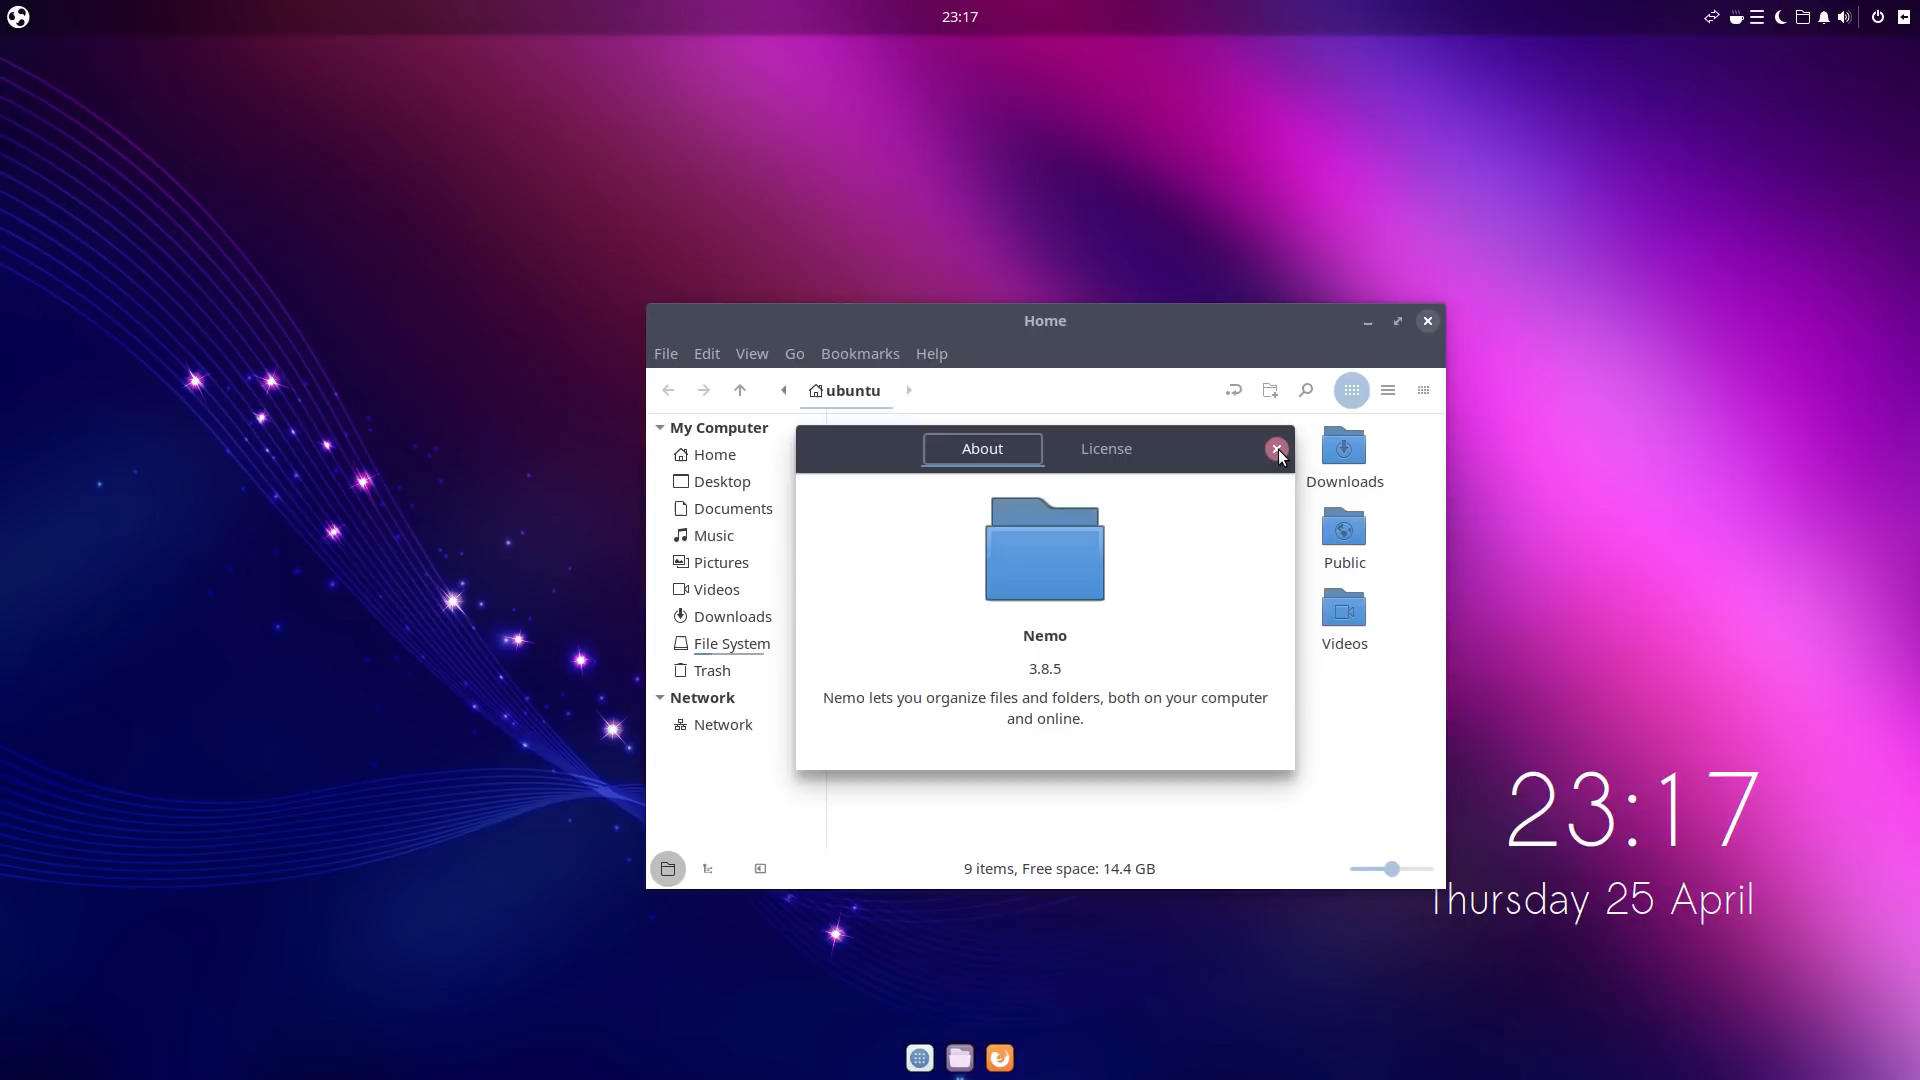 23:17
Home
File Edit View Go Bookmarks Help
ubuntu
My Computer
Home
Desktop
Documents
Music
Pictures
Videos
Downloads
File System
Trash
Network
Network
About License
Nemo
3.8.5
Nemo lets you organize files and folders, both on your computer
and online.
Downloads
Public
Videos
9 items, Free space: 14.4 GB
23:17
Thursday 25 April